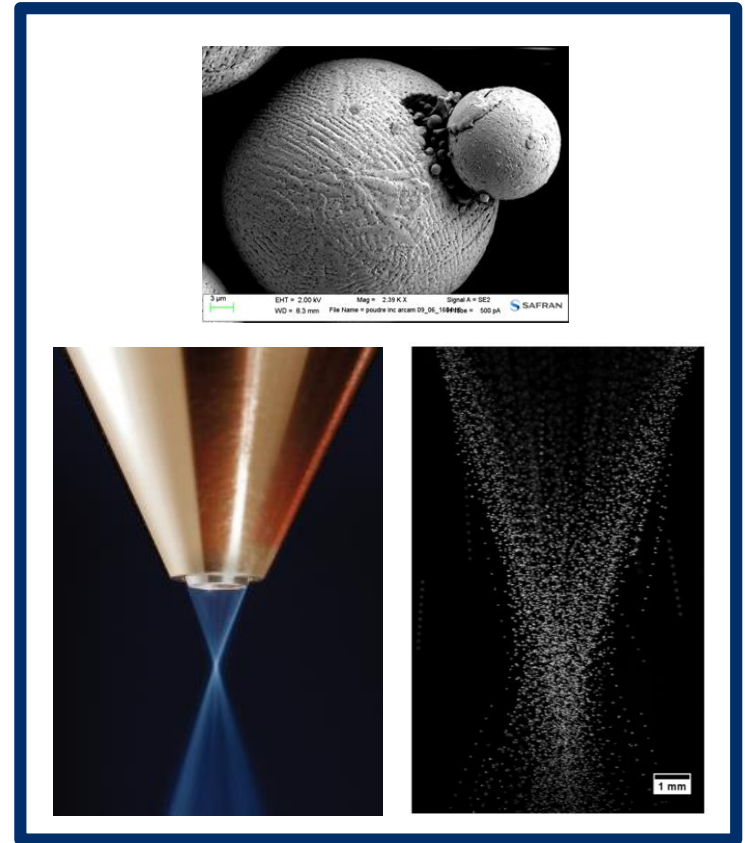 3 µm
EHT = 2.00 kV Mag = 2.39 K X Signal A = SE2
SAFRAN
WD = 8.3 mm File Name = poudre inc arcam 09_06_16 = 500 pA
1 mm